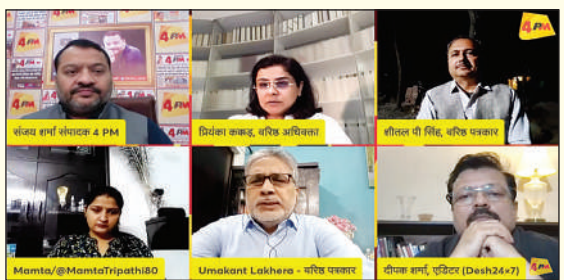 4PM
संजय शर्मा संपादक 4 PM
प्रियंका कक्कड़, वरिष्ठ अधिवक्ता
शीतल पी सिंह, वरिष्ठ पत्रकार
Mamta/@MamtaTripathi80
Umakant Lakhera - वरिष्ठ पत्रकार
दीपक शर्मा, एडिटर (Desh24×7)
4PM